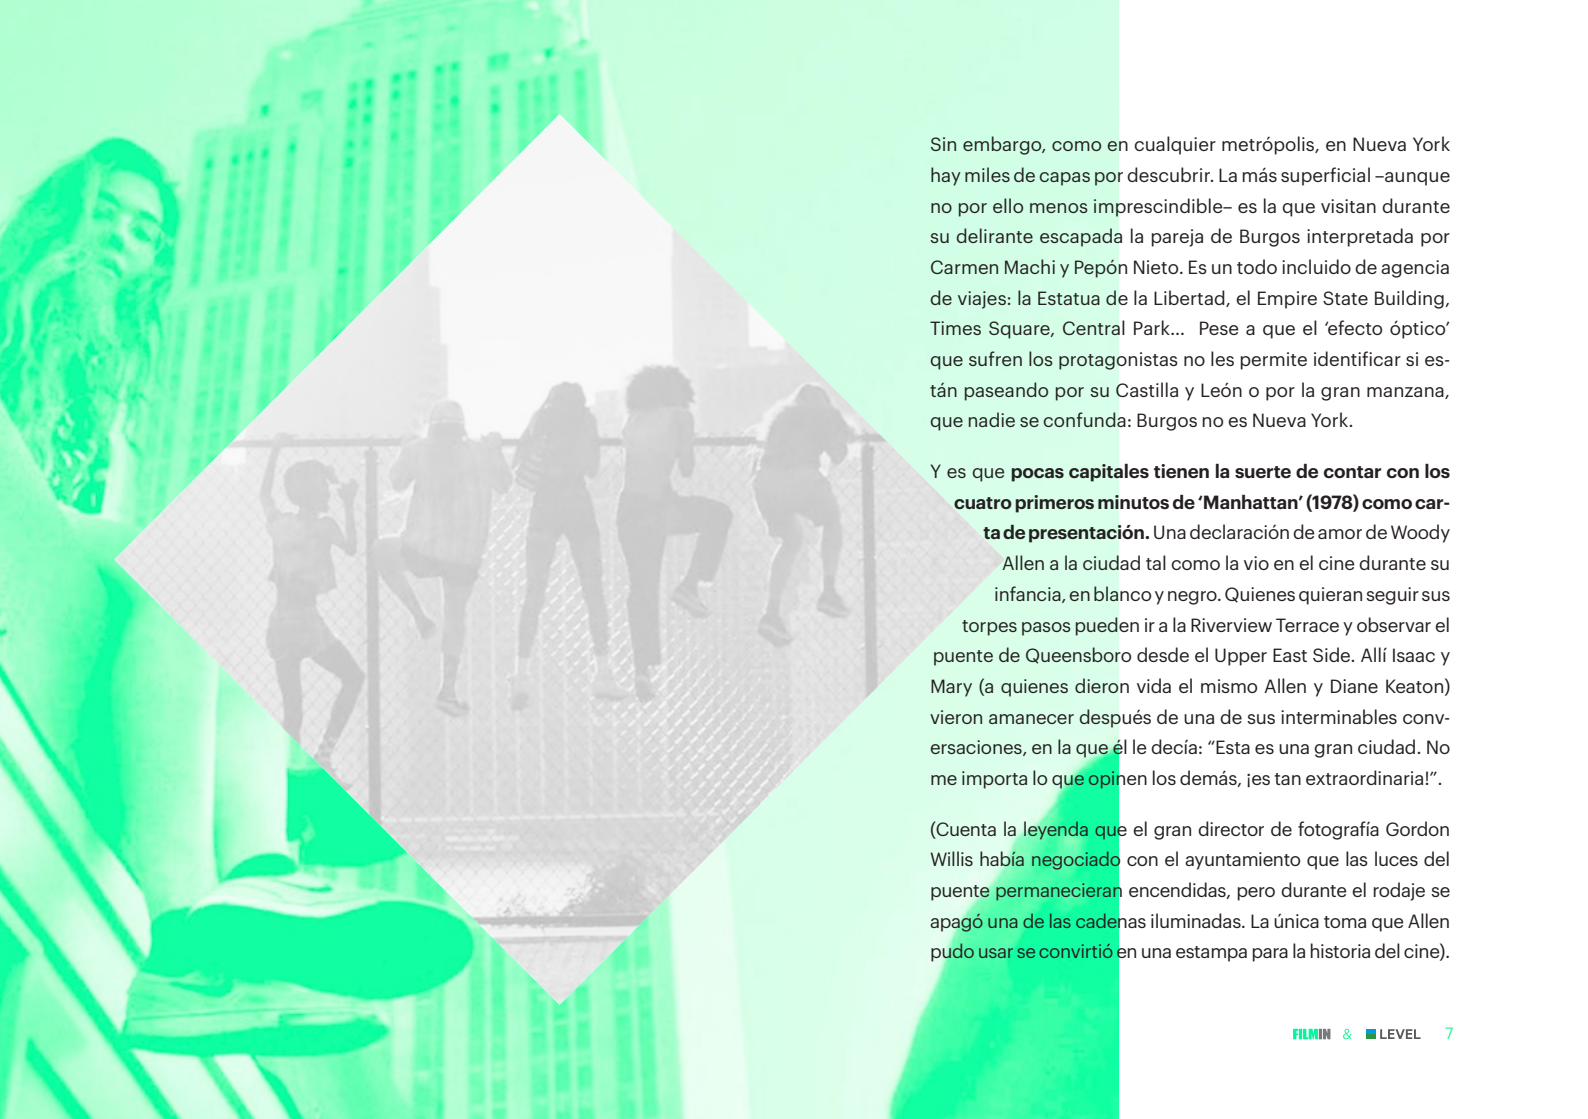 Sin embargo, como en cualquier metrópolis, en Nueva York
hay miles de capas por descubrir. La más superficial –aunque
no por ello menos imprescindible– es la que visitan durante
su delirante escapada la pareja de Burgos interpretada por
Carmen Machi y Pepón Nieto. Es un todo incluido de agencia
de viajes: la Estatua de la Libertad, el Empire State Building,
Times Square, Central Park... Pese a que el ‘efecto óptico’
que sufren los protagonistas no les permite identificar si es-
tán paseando por su Castilla y León o por la gran manzana,
que nadie se confunda: Burgos no es Nueva York.
Y es que pocas capitales tienen la suerte de contar con los
cuatro primeros minutos de ‘Manhattan’ (1978) como car-
ta de presentación. Una declaración de amor de Woody
Allen a la ciudad tal como la vio en el cine durante su
infancia, en blanco y negro. Quienes quieran seguir sus
torpes pasos pueden ir a la Riverview Terrace y observar el
puente de Queensboro desde el Upper East Side. Allí Isaac y
Mary (a quienes dieron vida el mismo Allen y Diane Keaton)
vieron amanecer después de una de sus interminables conv-
ersaciones, en la que él le decía: “Esta es una gran ciudad. No
me importa lo que opinen los demás, ¡es tan extraordinaria!”.
(Cuenta la leyenda que el gran director de fotografía Gordon
Willis había negociado con el ayuntamiento que las luces del
puente permanecieran encendidas, pero durante el rodaje se
apagó una de las cadenas iluminadas. La única toma que Allen
pudo usar se convirtió en una estampa para la historia del cine).
FILMIN & LEVEL 7